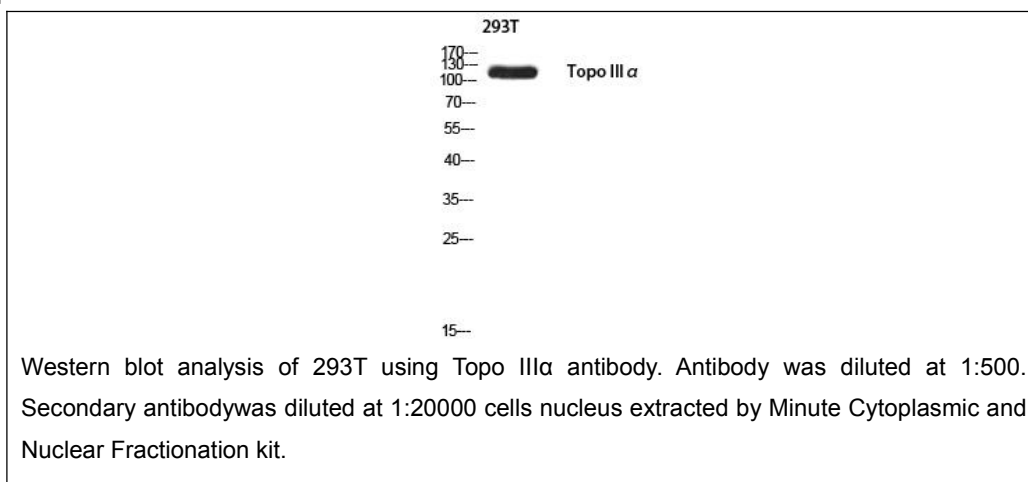 293T
170—
130—
100—
Topo III α
70—
55—
40—
35—
25—
15—
Western blot analysis of 293T using Topo IIIα antibody. Antibody was diluted at 1:500.
Secondary antibodywas diluted at 1:20000 cells nucleus extracted by Minute Cytoplasmic and
Nuclear Fractionation kit.